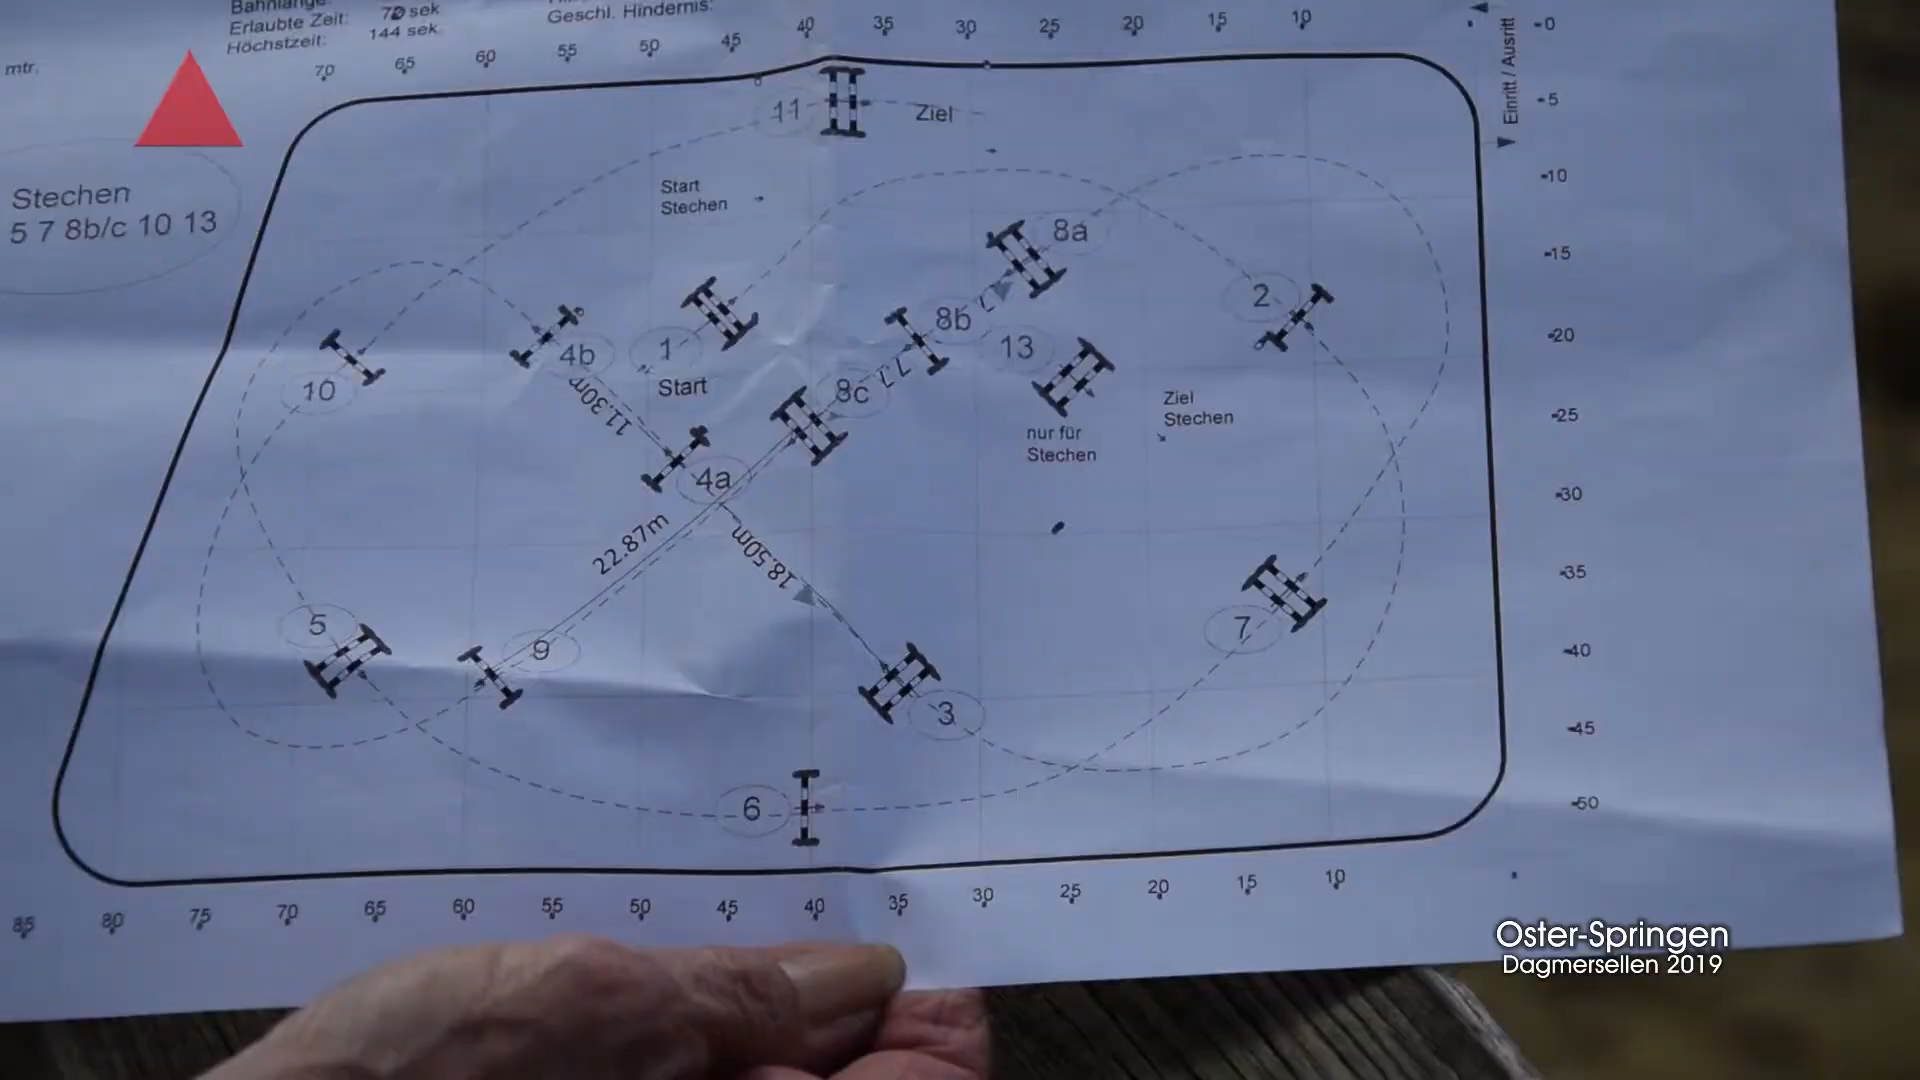 Bahnlänge:
Erlaubte Zeit: 70 sek
Höchstzeit: 144 sek.
Geschl. Hindernis:
mtr.
40 35 30 25 20 15 10
70 65 60 55 50 45
Einritt / Ausritt
-0
-5
-10
-15
-20
-25
-30
-35
-40
-45
-50
Stechen
5 7 8b/c 10 13
11
Ziel
Start
Stechen
8a
2
8b
13
1
4b
10
Start
8c
7.7
Ziel
Stechen
nur für
Stechen
11.30m
4a
22.87m
18.50m
5
9
7
3
6
85 80 75 70 65 60 55 50 45 40 35 30 25 20 15 10
Oster-Springen
Dagmersellen 2019